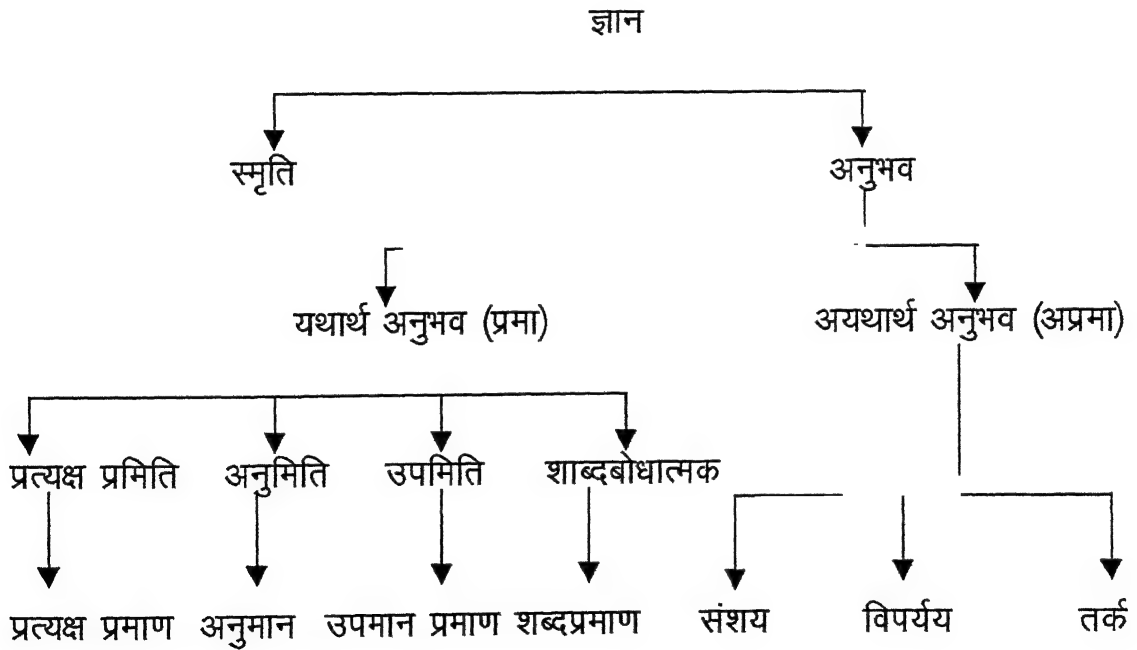 ज्ञान
स्मृति अनुभव
यथार्थ अनुभव (प्रमा) अयथार्थ अनुभव (अप्रमा)
प्रत्यक्ष प्रमिति अनुमिति उपमिति शाब्दबोधात्मक
प्रत्यक्ष प्रमाण अनुमान उपमान प्रमाण शब्दप्रमाण संशय विपर्यय तर्क